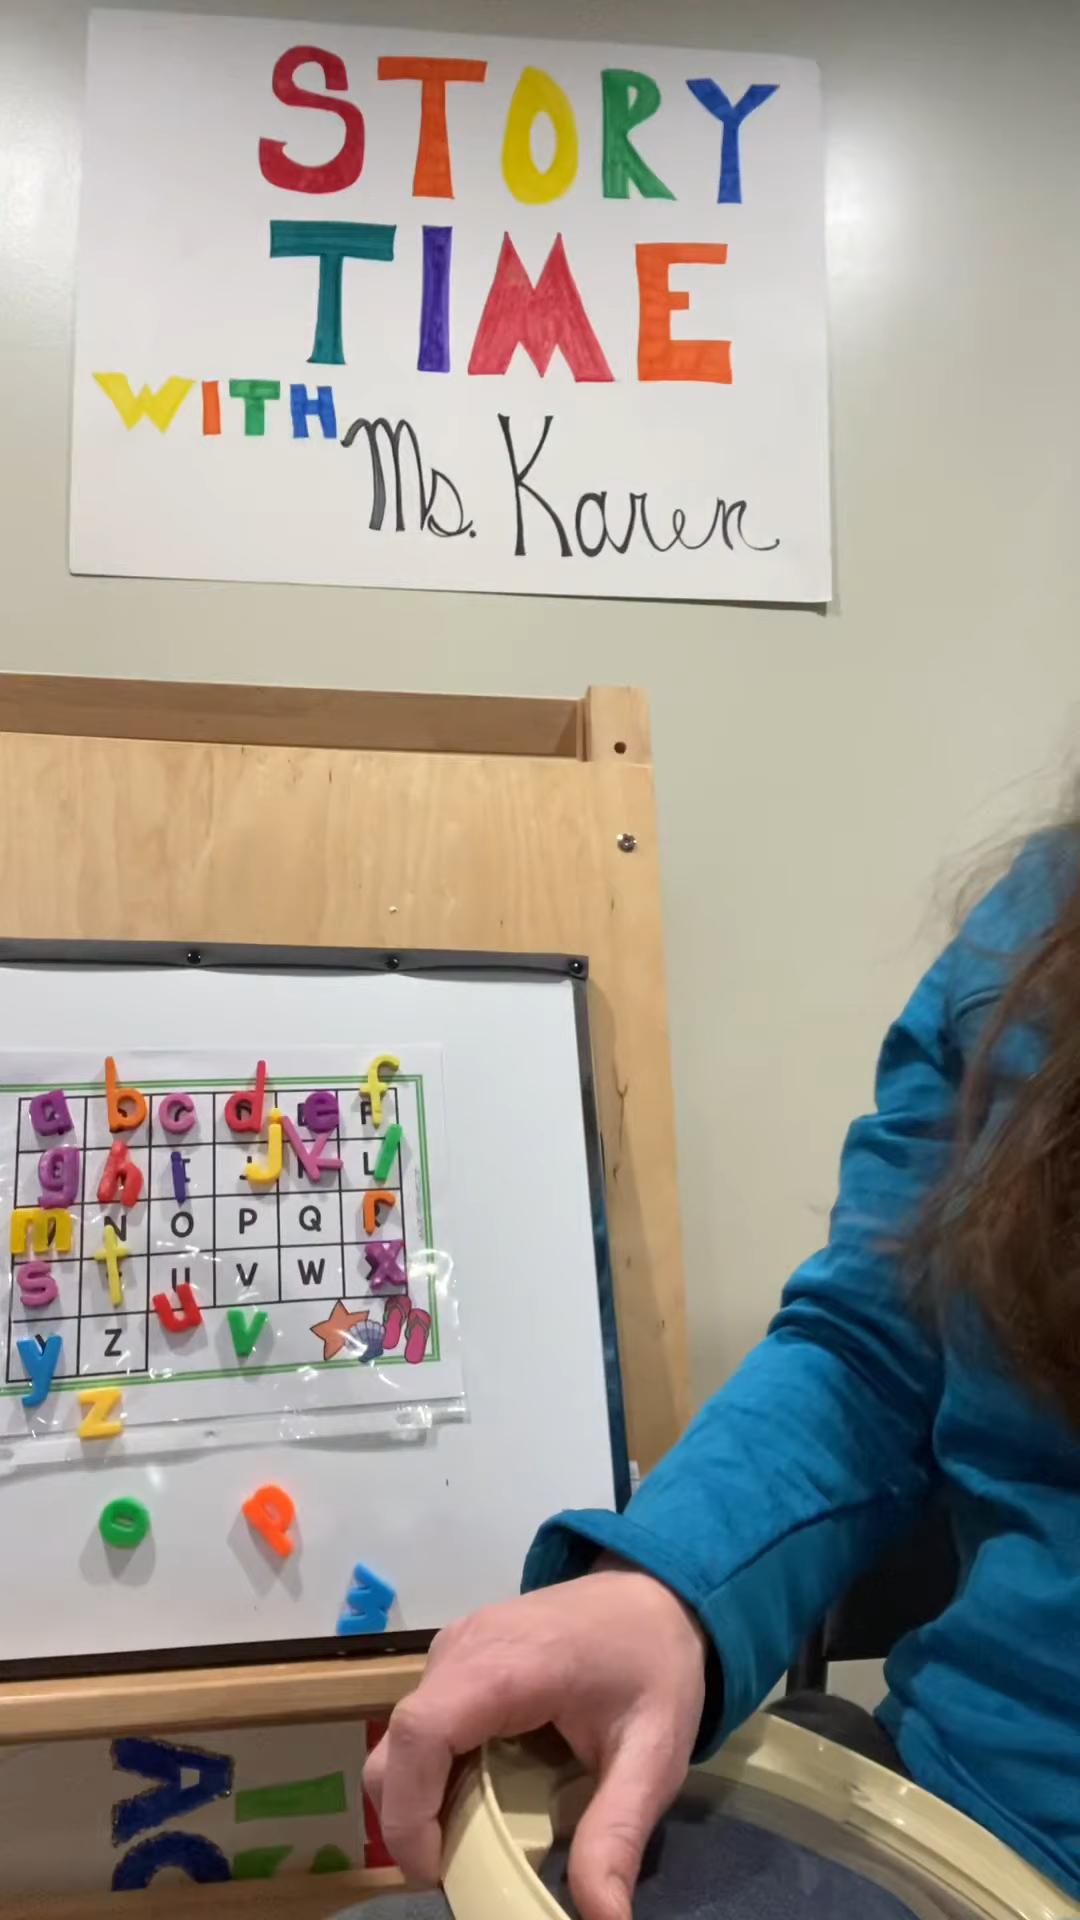 STORY
TIME
WITH Ms. Karen
a b c d e f
g h i j k l
m N O P Q r
s t U V W x
y Z u v
z
o p w